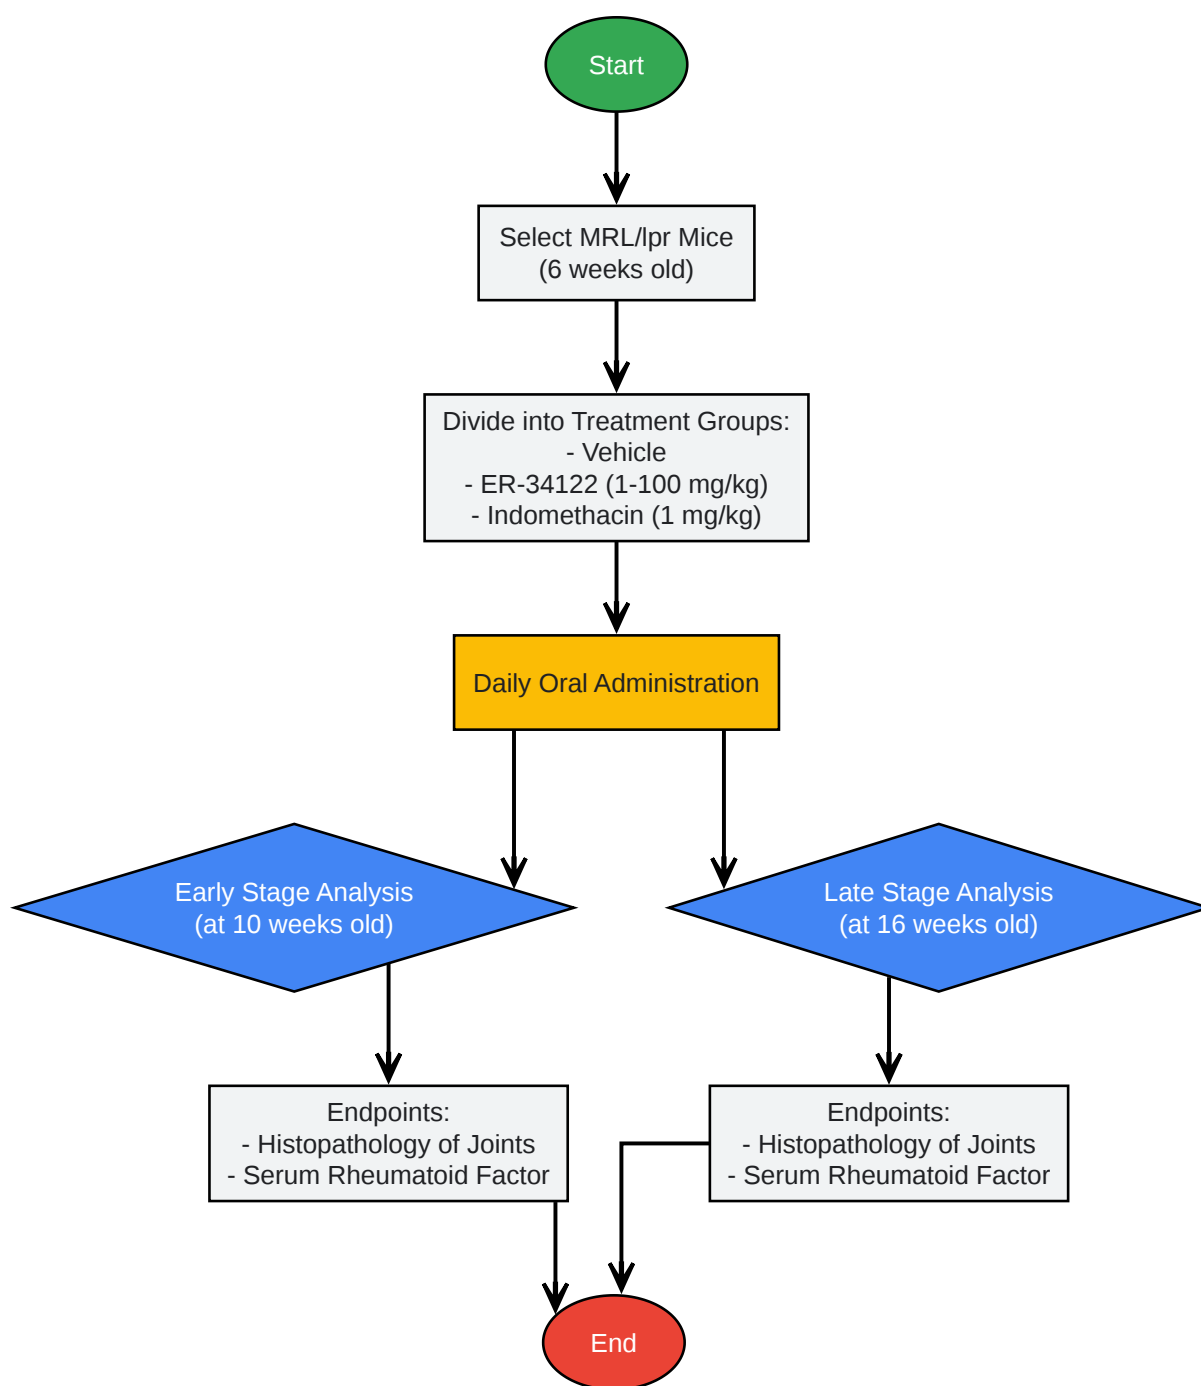 Start
Select MRL/lpr Mice
(6 weeks old)
Divide into Treatment Groups:
- Vehicle
- ER-34122 (1-100 mg/kg)
- Indomethacin (1 mg/kg)
Daily Oral Administration
Early Stage Analysis
(at 10 weeks old)
Late Stage Analysis
(at 16 weeks old)
Endpoints:
- Histopathology of Joints
- Serum Rheumatoid Factor
Endpoints:
- Histopathology of Joints
- Serum Rheumatoid Factor
End